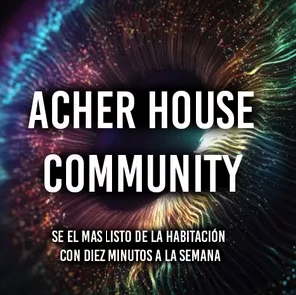 ACHER HOUSE
COMMUNITY
SE EL MAS LISTO DE LA HABITACIÓN
CON DIEZ MINUTOS A LA SEMANA